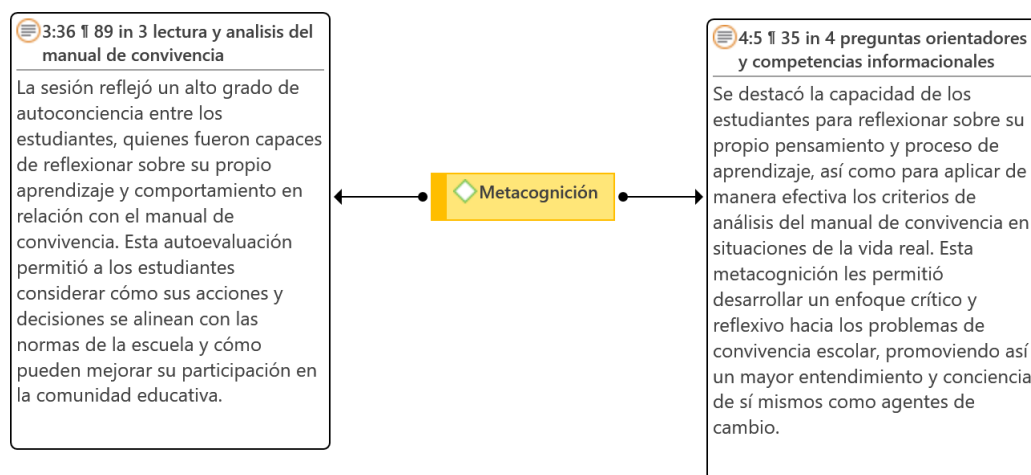 3:36 ¶ 89 in 3 lectura y analisis del
manual de convivencia
La sesión reflejó un alto grado de
autoconciencia entre los
estudiantes, quienes fueron capaces
de reflexionar sobre su propio
aprendizaje y comportamiento en
relación con el manual de
convivencia. Esta autoevaluación
permitió a los estudiantes
considerar cómo sus acciones y
decisiones se alinean con las
normas de la escuela y cómo
pueden mejorar su participación en
la comunidad educativa.
Metacognición
4:5 ¶ 35 in 4 preguntas orientadores
y competencias informacionales
Se destacó la capacidad de los
estudiantes para reflexionar sobre su
propio pensamiento y proceso de
aprendizaje, así como para aplicar de
manera efectiva los criterios de
análisis del manual de convivencia en
situaciones de la vida real. Esta
metacognición les permitió
desarrollar un enfoque crítico y
reflexivo hacia los problemas de
convivencia escolar, promoviendo así
un mayor entendimiento y conciencia
de sí mismos como agentes de
cambio.